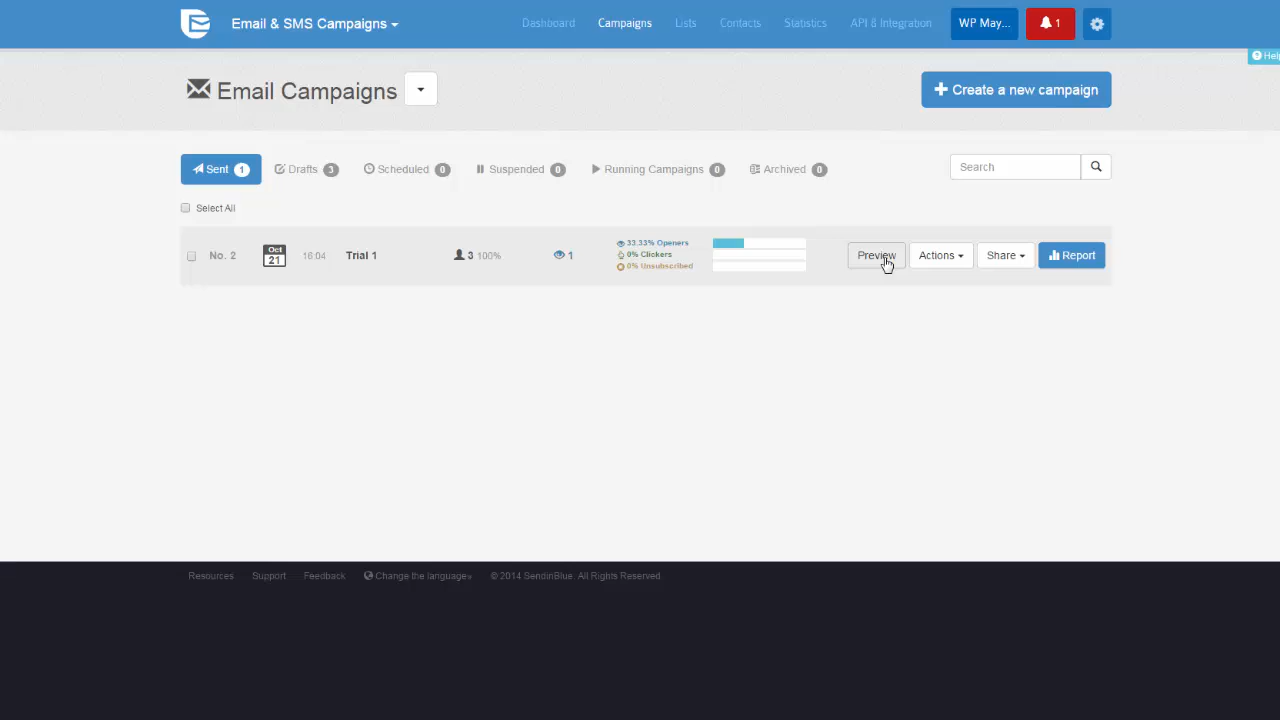 Email & SMS Campaigns
Dashboard
Campaigns
Lists
Contacts
Statistics
API & Integration
WP May...
1
Help
Email Campaigns
Create a new campaign
Sent 1
Drafts 3
Scheduled 0
Suspended 0
Running Campaigns 0
Archived 0
Search
Select All
No. 2
Oct
21
16:04
Trial 1
3 100%
1
33.33% Openers
0% Clickers
0% Unsubscribed
Preview
Actions
Share
Report
Resources
Support
Feedback
Change the language
© 2014 SendinBlue. All Rights Reserved.